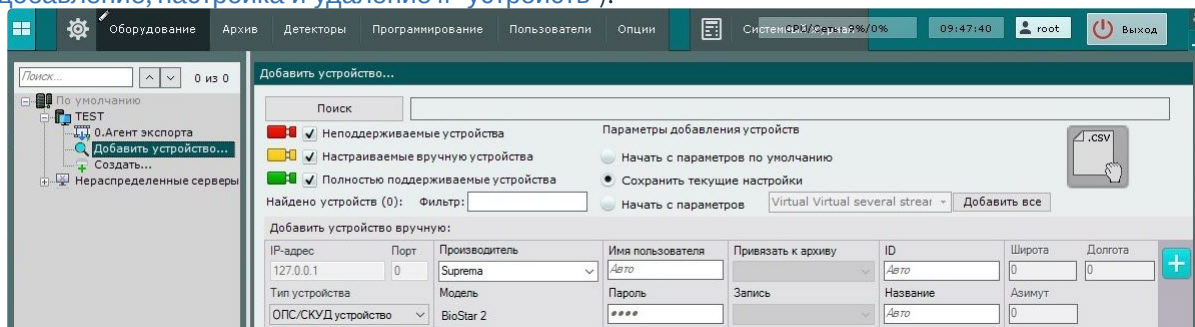 добавление, настройка и удаление IP-устройств").
Оборудование Архив Детекторы Программирование Пользователи Опции 09:47:40 root Выход
Поиск... 0 из 0
Добавить устройство...
По умолчанию
TEST
0.Агент экспорта
Добавить устройство...
Создать...
Нераспределенные серверы
Поиск
Неподдерживаемые устройства
Настраиваемые вручную устройства
Полностью поддерживаемые устройства
Параметры добавления устройств
Начать с параметров по умолчанию
Сохранить текущие настройки
Начать с параметров Virtual Virtual several strear Добавить все
.csv
Найдено устройств (0): Фильтр:
Добавить устройство вручную:
IP-адрес Порт Производитель Имя пользователя Привязать к архиву ID Широта Долгота
127.0.0.1 0 Suprema Авто Авто 0 0
Тип устройства Модель Пароль Запись Название Азимут
ОПС/СКУД устройство BioStar 2 **** Авто 0